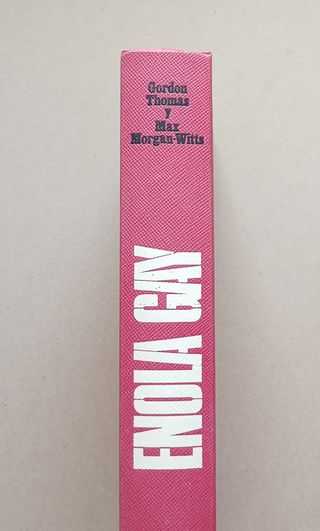 Gordon
Thomas
y
Max
Morgan-Witts
ENOLA GAY